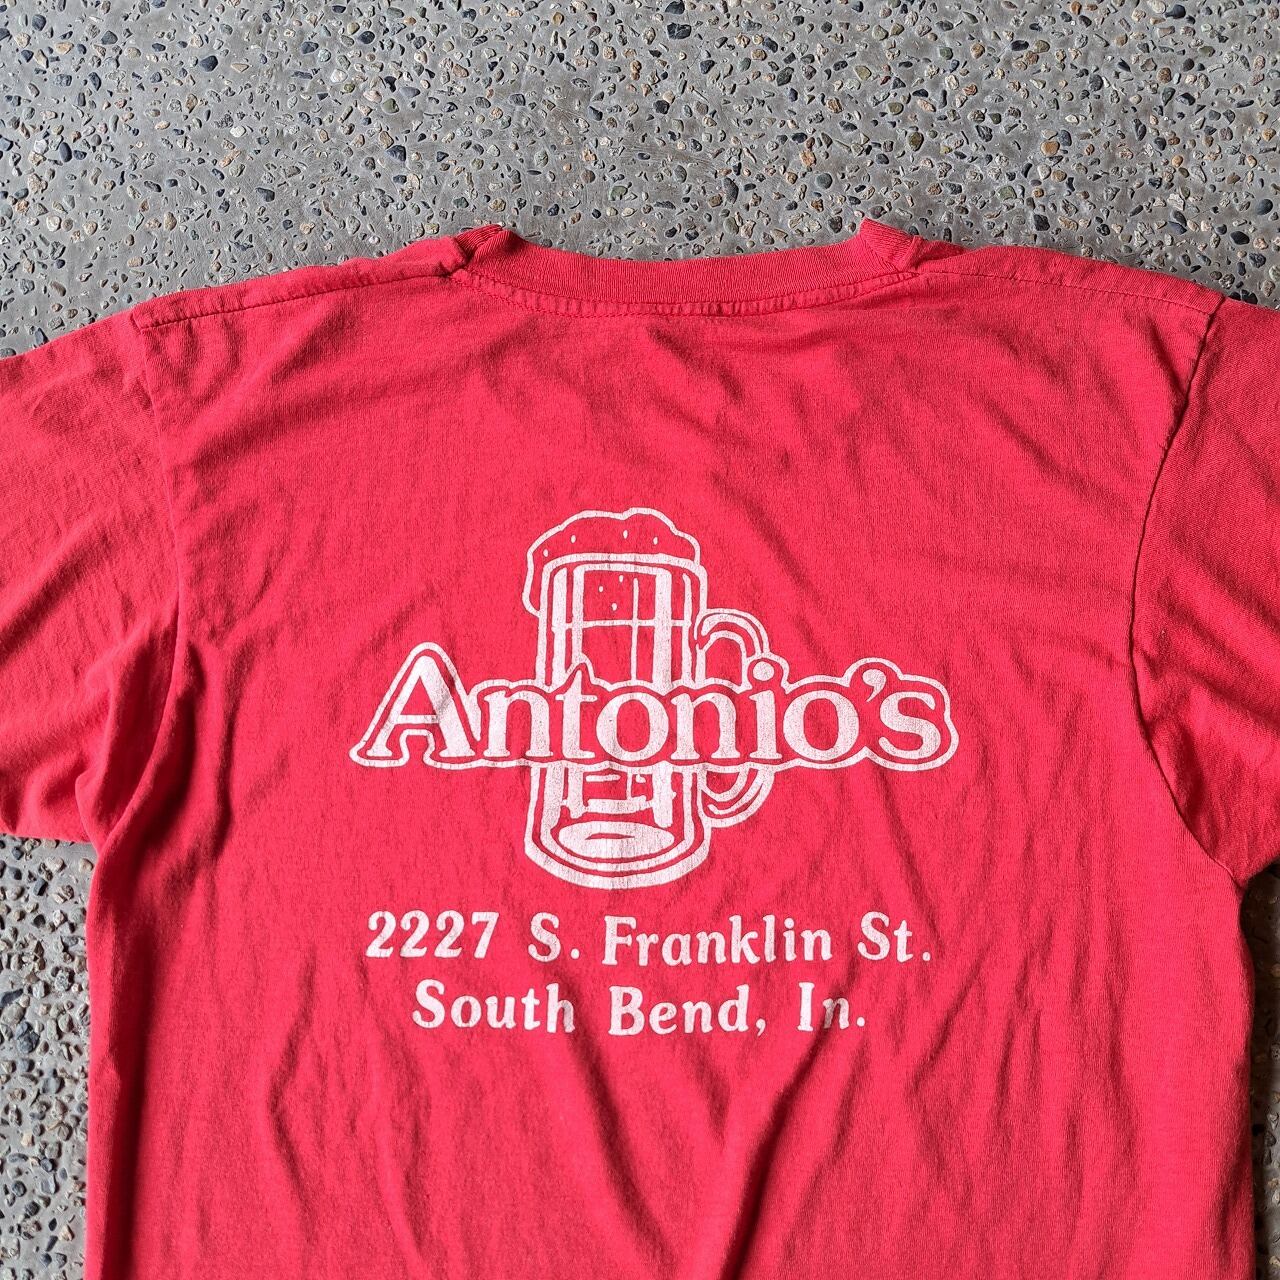 Antonio's
2227 S. Franklin St.
South Bend, In.